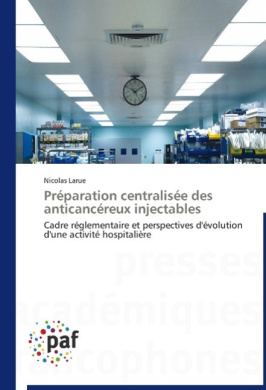 Nicolas Larue
Préparation centralisée des
anticancéreux injectables
Cadre réglementaire et perspectives d'évolution
d'une activité hospitalière
presses
académiques
francophones
paf